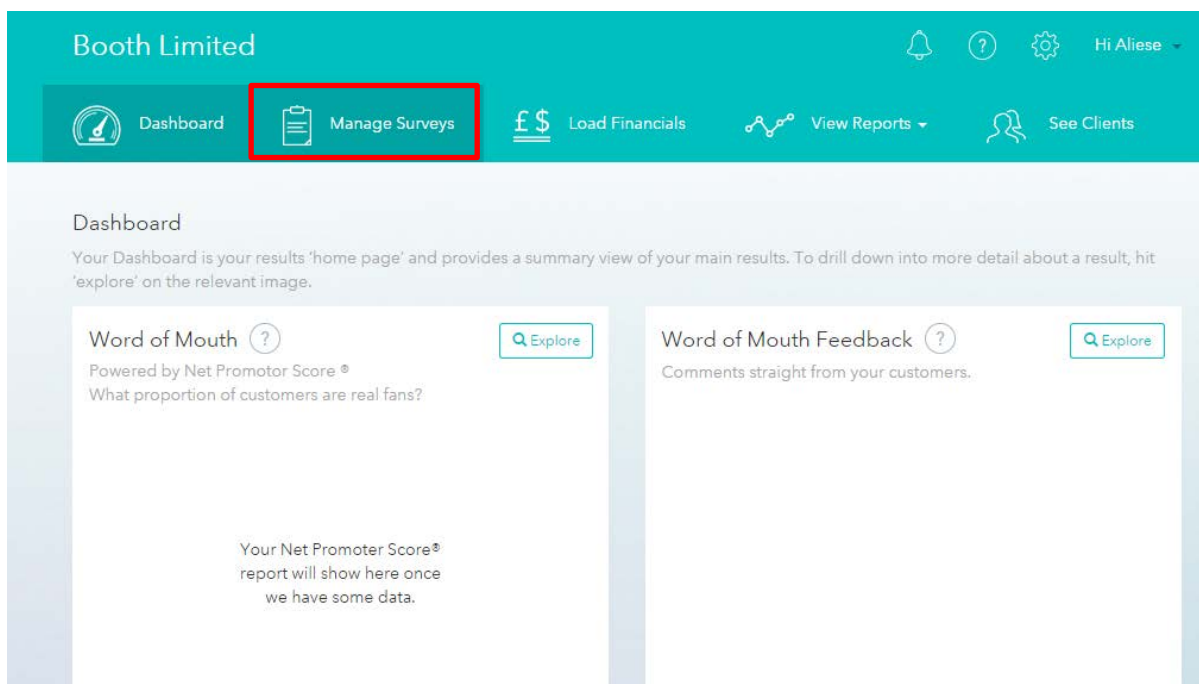 Booth Limited
? Hi Aliese
Dashboard
Manage Surveys
£ $ Load Financials
View Reports
See Clients
Dashboard
Your Dashboard is your results 'home page' and provides a summary view of your main results. To drill down into more detail about a result, hit
'explore' on the relevant image.
Word of Mouth ?
Explore
Powered by Net Promotor Score ®
What proportion of customers are real fans?
Your Net Promoter Score®
report will show here once
we have some data.
Word of Mouth Feedback ?
Explore
Comments straight from your customers.